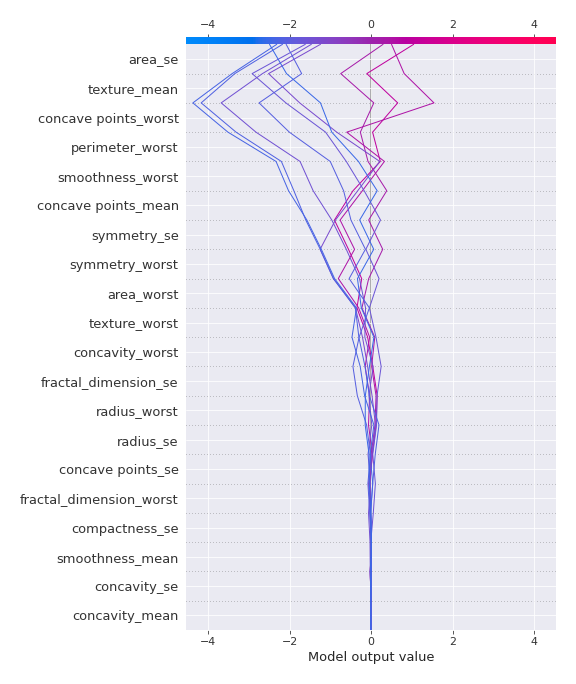 −4 −2 0 2 4
area_se
texture_mean
concave points_worst
perimeter_worst
smoothness_worst
concave points_mean
symmetry_se
symmetry_worst
area_worst
texture_worst
concavity_worst
fractal_dimension_se
radius_worst
radius_se
concave points_se
fractal_dimension_worst
compactness_se
smoothness_mean
concavity_se
concavity_mean
−4 −2 0 2 4
Model output value